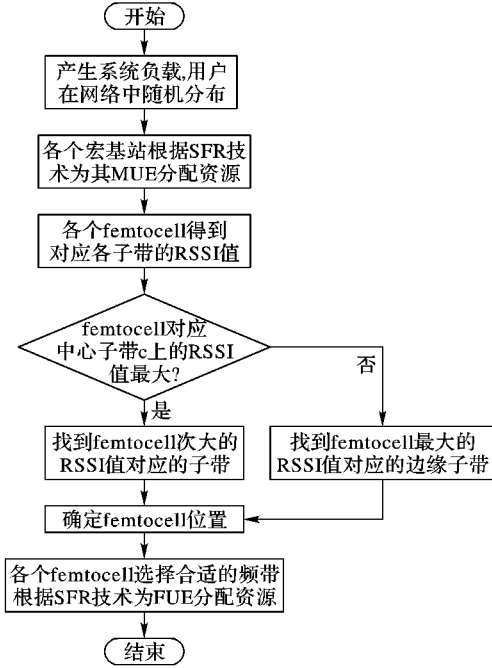 开始
产生系统负载,用户
在网络中随机分布
各个宏基站根据SFR技
术为其MUE分配资源
各个femtocell得到
对应各子带的RSSI值
femtocell对应
中心子带c上的RSSI
值最大?
是
否
找到femtocell次大的
RSSI值对应的子带
找到femtocell最大的
RSSI值对应的边缘子带
确定femtocell位置
各个femtocell选择合适的频带
根据SFR技术为FUE分配资源
结束